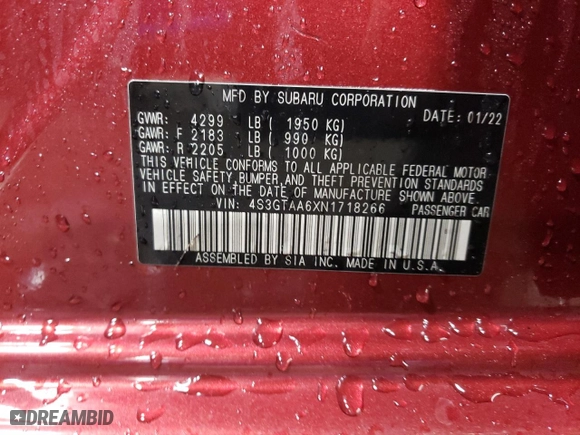 MFD BY SUBARU CORPORATION
DATE: 01/22
GVWR: 4299 LB ( 1950 KG)
GAWR: F 2183 LB ( 990 KG)
GAWR: R 2205 LB ( 1000 KG)
THIS VEHICLE CONFORMS TO ALL APPLICABLE FEDERAL MOTOR
VEHICLE SAFETY,BUMPER,AND THEFT PREVENTION STANDARDS
IN EFFECT ON THE DATE OF MANUFACTURE SHOWN ABOVE.
VIN: 4S3GTAA6XN1718266 PASSENGER CAR
ASSEMBLED BY SIA INC. MADE IN U.S.A.
DREAMBID